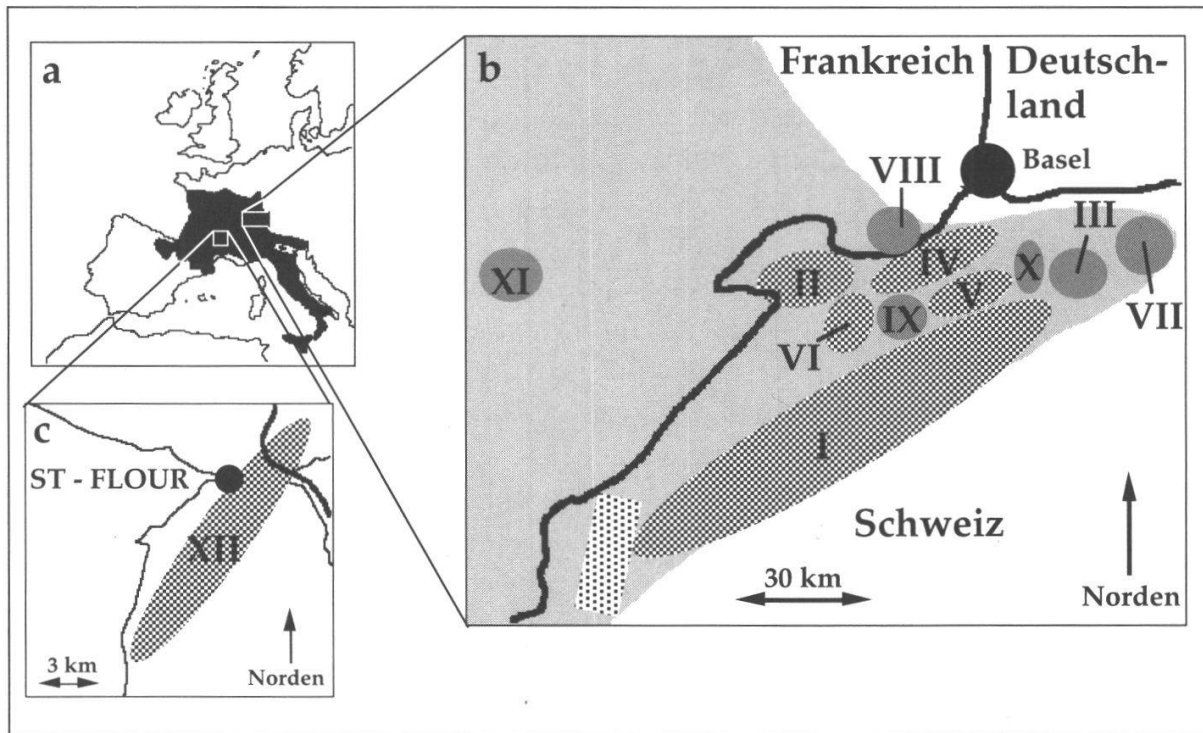 a
b
Frankreich
Deutsch-
land
Basel
VIII
III
XI
II
IV
X
V
VII
VI
IX
I
Schweiz
30 km
Norden
c
ST - FLOUR
XII
3 km
Norden